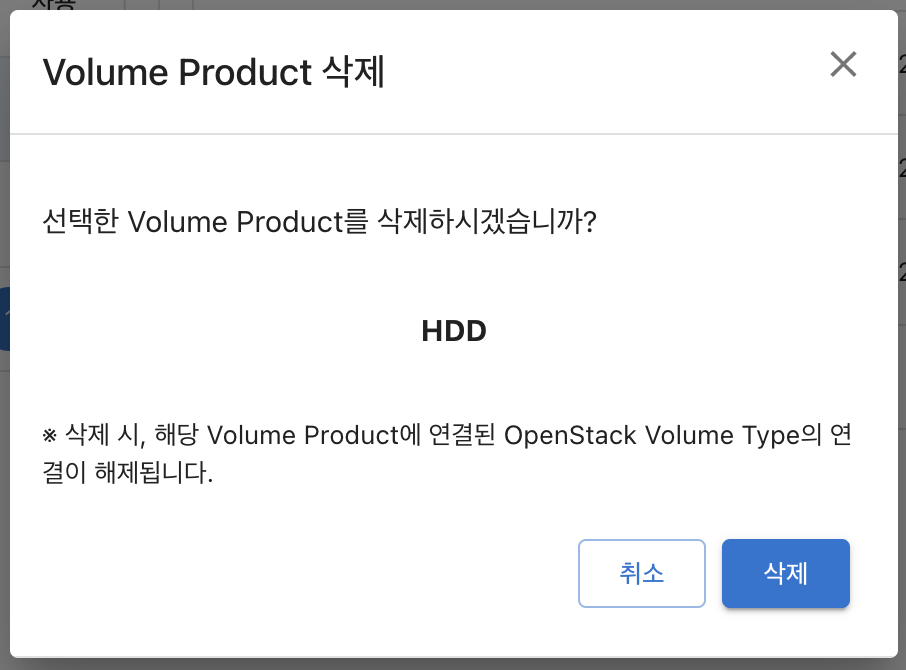 Volume Product 삭제
선택한 Volume Product를 삭제하시겠습니까?
HDD
※ 삭제 시, 해당 Volume Product에 연결된 OpenStack Volume Type의 연
결이 해제됩니다.
취소
삭제